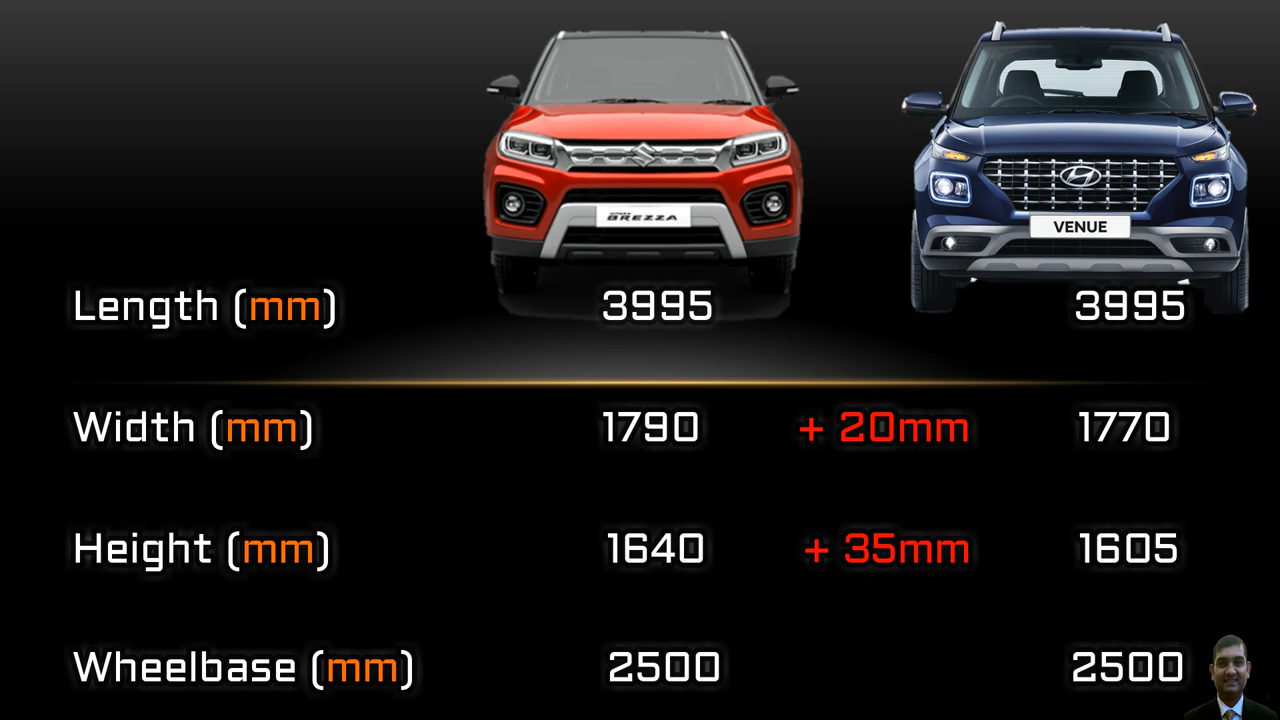 VITARA
BREZZA
VENUE
Length (mm) 3995 3995
Width (mm) 1790 + 20mm 1770
Height (mm) 1640 + 35mm 1605
Wheelbase (mm) 2500 2500